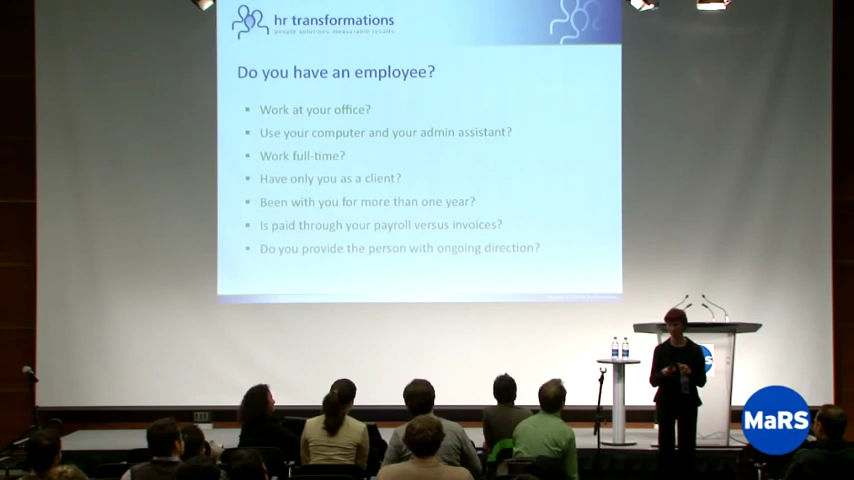 hr transformations
people solutions measurable results
Do you have an employee?
Work at your office?
Use your computer and your admin assistant?
Work full-time?
Have only you as a client?
Been with you for more than one year?
Is paid through your payroll versus invoices?
Do you provide the person with ongoing direction?
MaRS